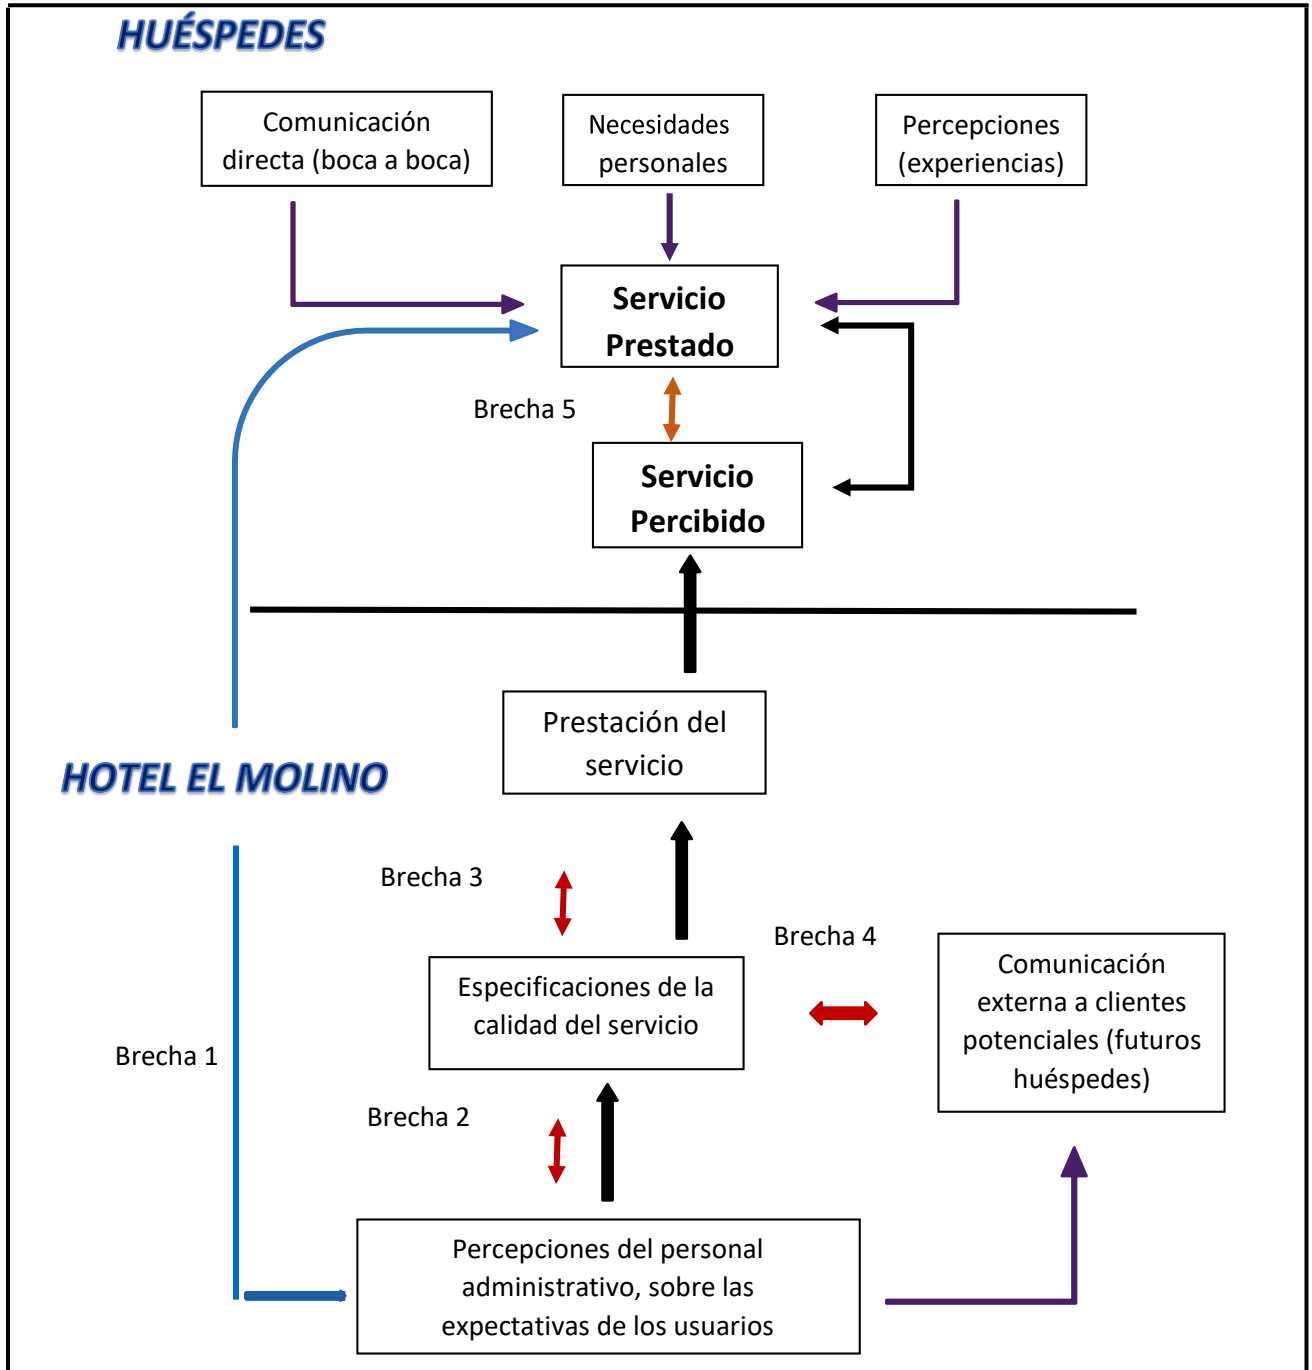 HUÉSPEDES
Comunicación
directa (boca a boca)
Necesidades
personales
Percepciones
(experiencias)
Servicio
Prestado
Brecha 5
Servicio
Percibido
Prestación del
servicio
HOTEL EL MOLINO
Brecha 3
Brecha 4
Especificaciones de la
calidad del servicio
Comunicación
externa a clientes
potenciales (futuros
huéspedes)
Brecha 1
Brecha 2
Percepciones del personal
administrativo, sobre las
expectativas de los usuarios